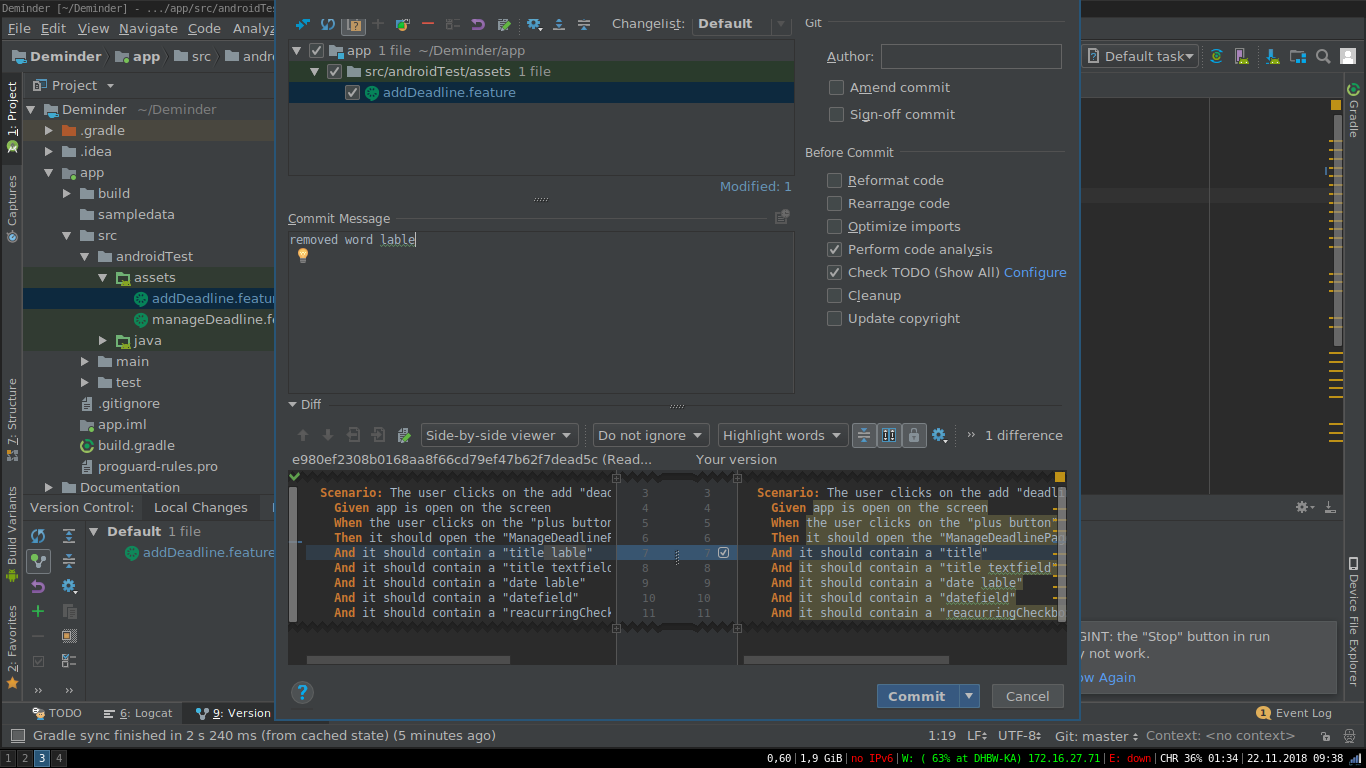 Deminder [~/Deminder] - .../app/src/androidTes
File Edit View Navigate Code Analyz
Deminder app src andro
Default task
1: Project
Captures
7: Structure
Build Variants
2: Favorites
Project
Deminder ~/Deminder
.gradle
.idea
app
build
sampledata
src
androidTest
assets
addDeadline.featur
manageDeadline.fe
java
main
test
.gitignore
app.iml
build.gradle
proguard-rules.pro
Documentation
Version Control: Local Changes
Default 1 file
addDeadline.feature
Changelist: Default
app 1 file ~/Deminder/app
src/androidTest/assets 1 file
addDeadline.feature
Modified: 1
Commit Message
removed word lable
Git
Author:
Amend commit
Sign-off commit
Before Commit
Reformat code
Rearrange code
Optimize imports
Perform code analysis
Check TODO (Show All) Configure
Cleanup
Update copyright
Diff
Side-by-side viewer Do not ignore Highlight words » 1 difference
e980ef2308b0168aa8f66cd79ef47b62f7dead5c (Read... Your version
Scenario: The user clicks on the add "dead 3 3 Scenario: The user clicks on the add "deadli
Given app is open on the screen 4 4 Given app is open on the screen
When the user clicks on the "plus button 5 5 When the user clicks on the "plus button"
Then it should open the "ManageDeadlineP 6 6 Then it should open the "ManageDeadlinePag
And it should contain a "title lable" 7 7 And it should contain a "title"
And it should contain a "title textfield 8 8 And it should contain a "title textfield"
And it should contain a "date lable" 9 9 And it should contain a "date lable"
And it should contain a "datefield" 10 10 And it should contain a "datefield"
And it should contain a "reacurringCheck 11 11 And it should contain a "reacurringCheckbo
? Commit Cancel
Gradle
Device File Explorer
GINT: the "Stop" button in run
y not work.
ow Again
TODO 6: Logcat 9: Version 1 Event Log
Gradle sync finished in 2 s 240 ms (from cached state) (5 minutes ago) 1:19 LF UTF-8 Git: master Context: <no context>
1 2 3 4 0,60|1,9 GiB|no IPv6|W: ( 63% at DHBW-KA) 172.16.27.71|E: down|CHR 36% 01:34|22.11.2018 09:38